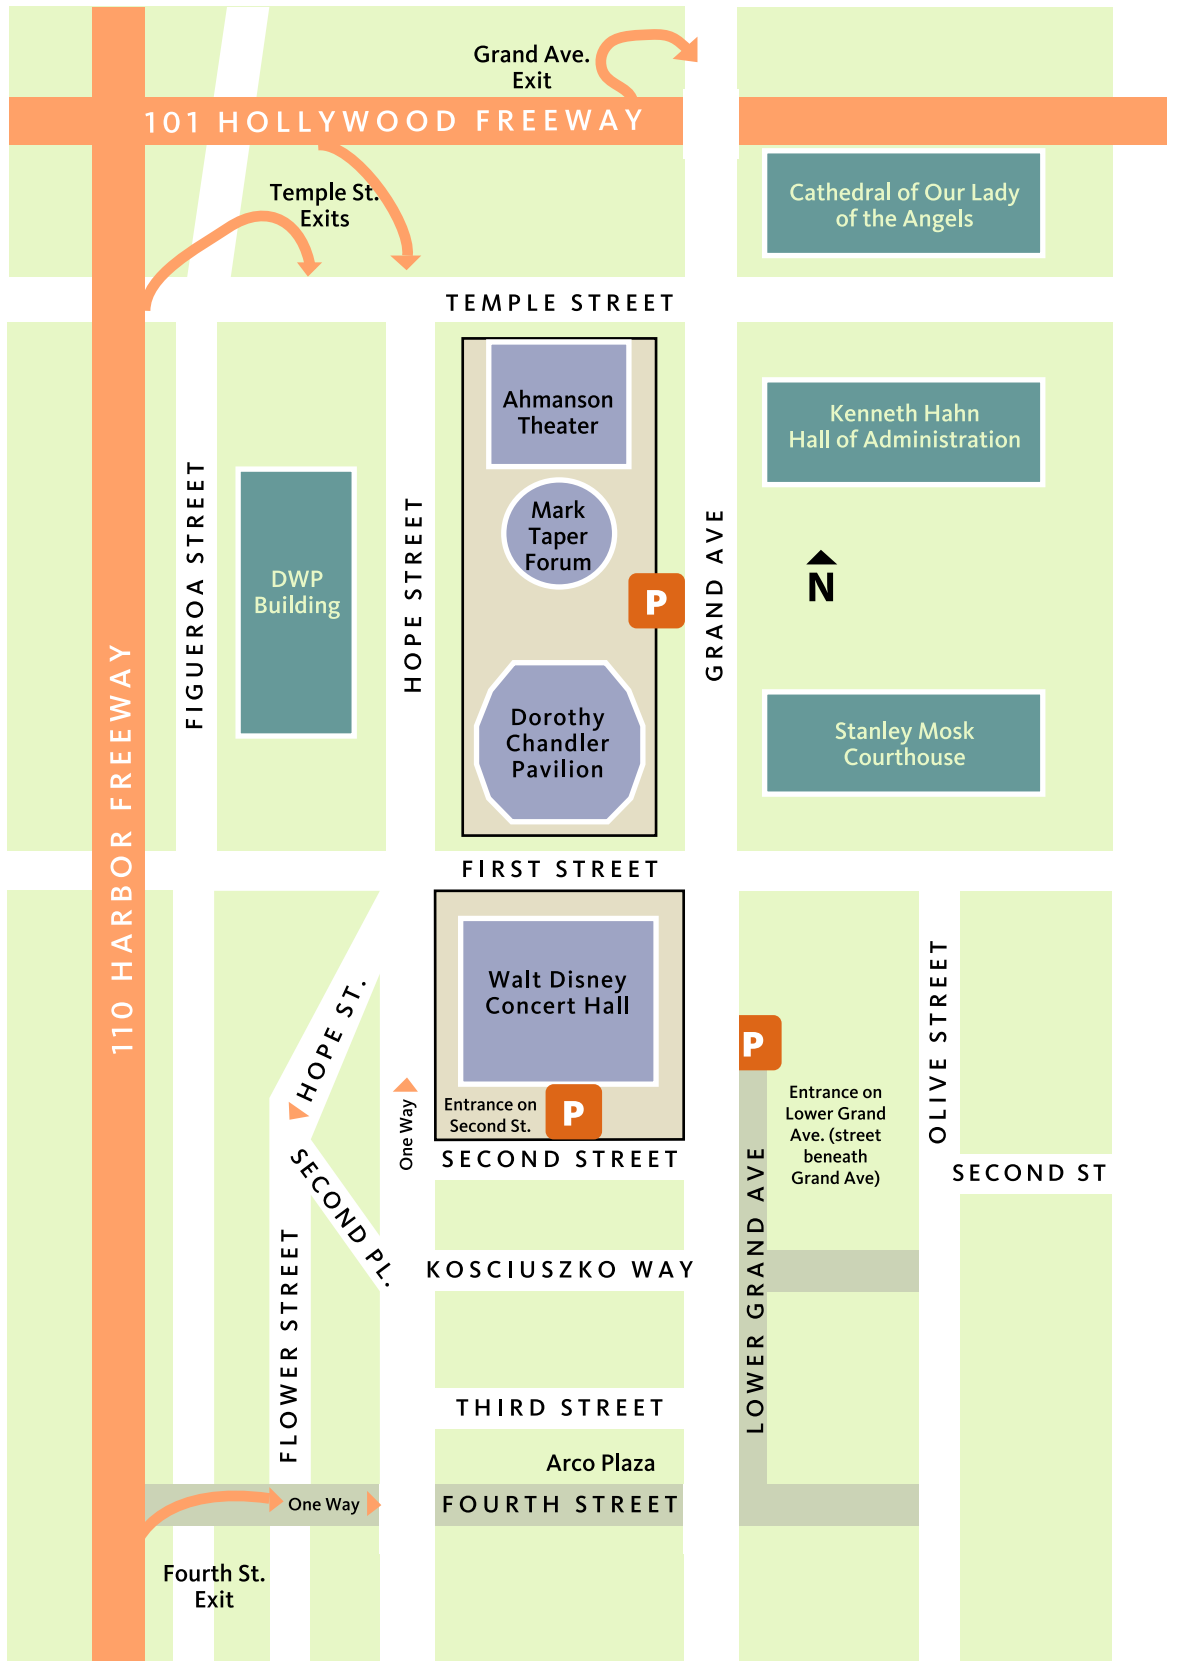 Grand Ave.
Exit
101 HOLLYWOOD FREEWAY
Temple St.
Exits
Cathedral of Our Lady
of the Angels
TEMPLE STREET
Ahmanson
Theater
Kenneth Hahn
Hall of Administration
Mark
Taper
Forum
FIGUEROA STREET
HOPE STREET
GRAND AVE
N
DWP
Building
P
110 HARBOR FREEWAY
Dorothy
Chandler
Pavilion
Stanley Mosk
Courthouse
FIRST STREET
Walt Disney
Concert Hall
HOPE ST.
OLIVE STREET
P
Entrance on
Second St.
P
One Way
Entrance on
Lower Grand
Ave. (street
beneath
Grand Ave)
SECOND STREET
SECOND ST
SECOND PL.
KOSCIUSZKO WAY
FLOWER STREET
LOWER GRAND AVE
THIRD STREET
Arco Plaza
One Way
FOURTH STREET
Fourth St.
Exit